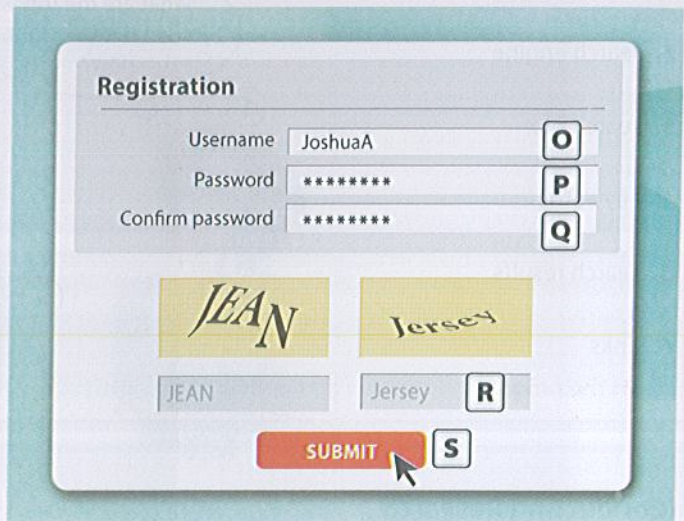 Registration
Username JoshuaA O
Password ******** P
Confirm password ******** Q
JEAN Jersey
JEAN Jersey R
SUBMIT S